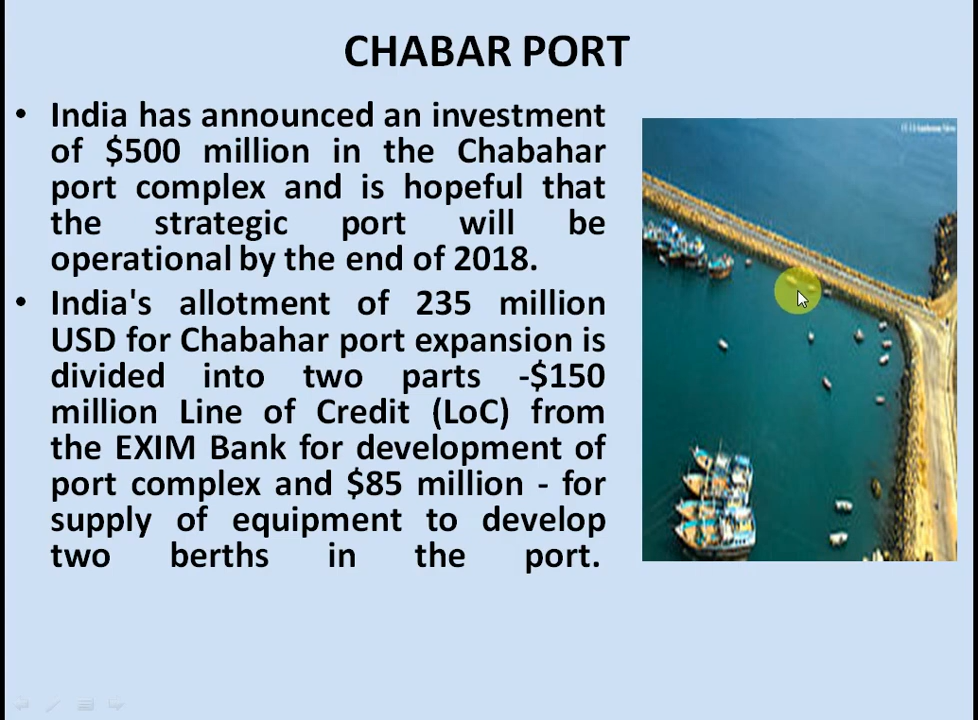 CHABAR PORT
• India has announced an investment
of $500 million in the Chabahar
port complex and is hopeful that
the strategic port will be
operational by the end of 2018.
• India's allotment of 235 million
USD for Chabahar port expansion is
divided into two parts -$150
million Line of Credit (LoC) from
the EXIM Bank for development of
port complex and $85 million - for
supply of equipment to develop
two berths in the port.